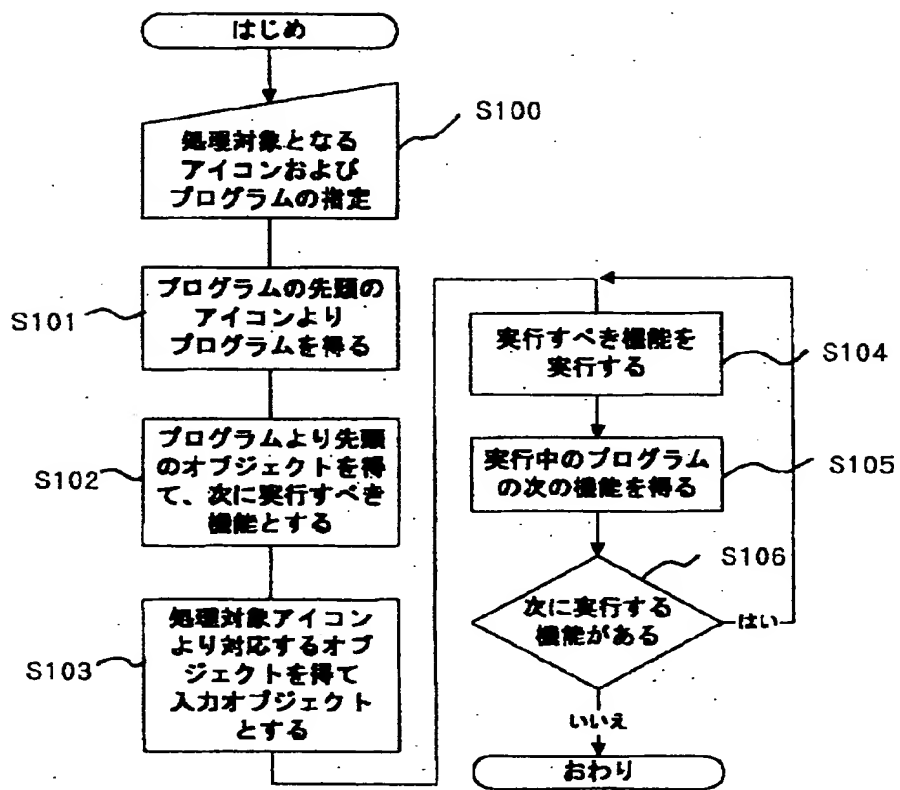 はじめ
処理対象となる
アイコンおよび
プログラムの指定
S100
プログラムの先頭の
アイコンより
プログラムを得る
S101
プログラムより先頭
のオブジェクトを得
て、次に実行すべき
機能とする
S102
処理対象アイコン
より対応するオブ
ジェクトを得て
入力オブジェクト
とする
S103
実行すべき機能を
実行する
S104
実行中のプログラム
の次の機能を得る
S105
次に実行する
機能がある
S106
はい
いいえ
おわり